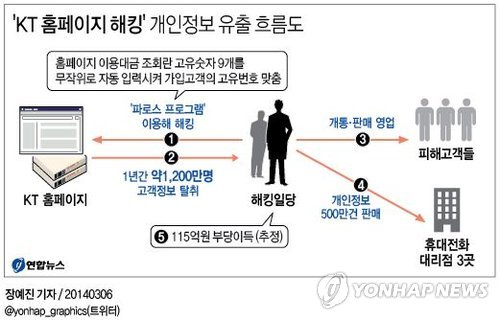 'KT 홈페이지 해킹' 개인정보 유출 흐름도
홈페이지 이용대금 조회란 고유숫자 9개를
무작위로 자동 입력시켜 가입고객의 고유번호 맞춤
'파로스 프로그램'
이용해 해킹
1
2
1년간 약1,200만명
고객정보 탈취
KT 홈페이지
해킹일당
개통·판매 영업
3
피해고객들
4
개인정보
500만건 판매
휴대전화
대리점 3곳
5 115억원 부당이득 (추정)
연합뉴스
YONHAP NEWS
장예진 기자 / 20140306
@yonhap_graphics(트위터)